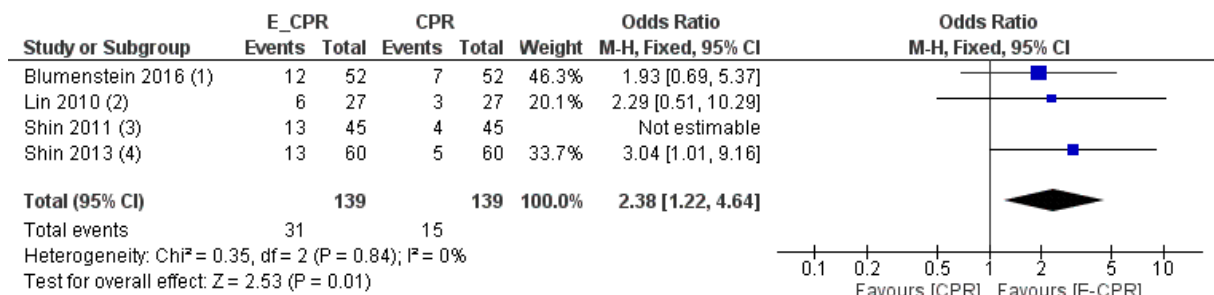 E_CPR CPR Odds Ratio Odds Ratio
Study or Subgroup Events Total Events Total Weight M-H, Fixed, 95% CI M-H, Fixed, 95% CI
Blumenstein 2016 (1) 12 52 7 52 46.3% 1.93 [0.69, 5.37]
Lin 2010 (2) 6 27 3 27 20.1% 2.29 [0.51, 10.29]
Shin 2011 (3) 13 45 4 45 Not estimable
Shin 2013 (4) 13 60 5 60 33.7% 3.04 [1.01, 9.16]
Total (95% CI) 139 139 100.0% 2.38 [1.22, 4.64]
Total events 31 15
Heterogeneity: Chi² = 0.35, df = 2 (P = 0.84); I² = 0%
Test for overall effect: Z = 2.53 (P = 0.01)
0.1 0.2 0.5 1 2 5 10
Favours [CPR] Favours [E-CPR]